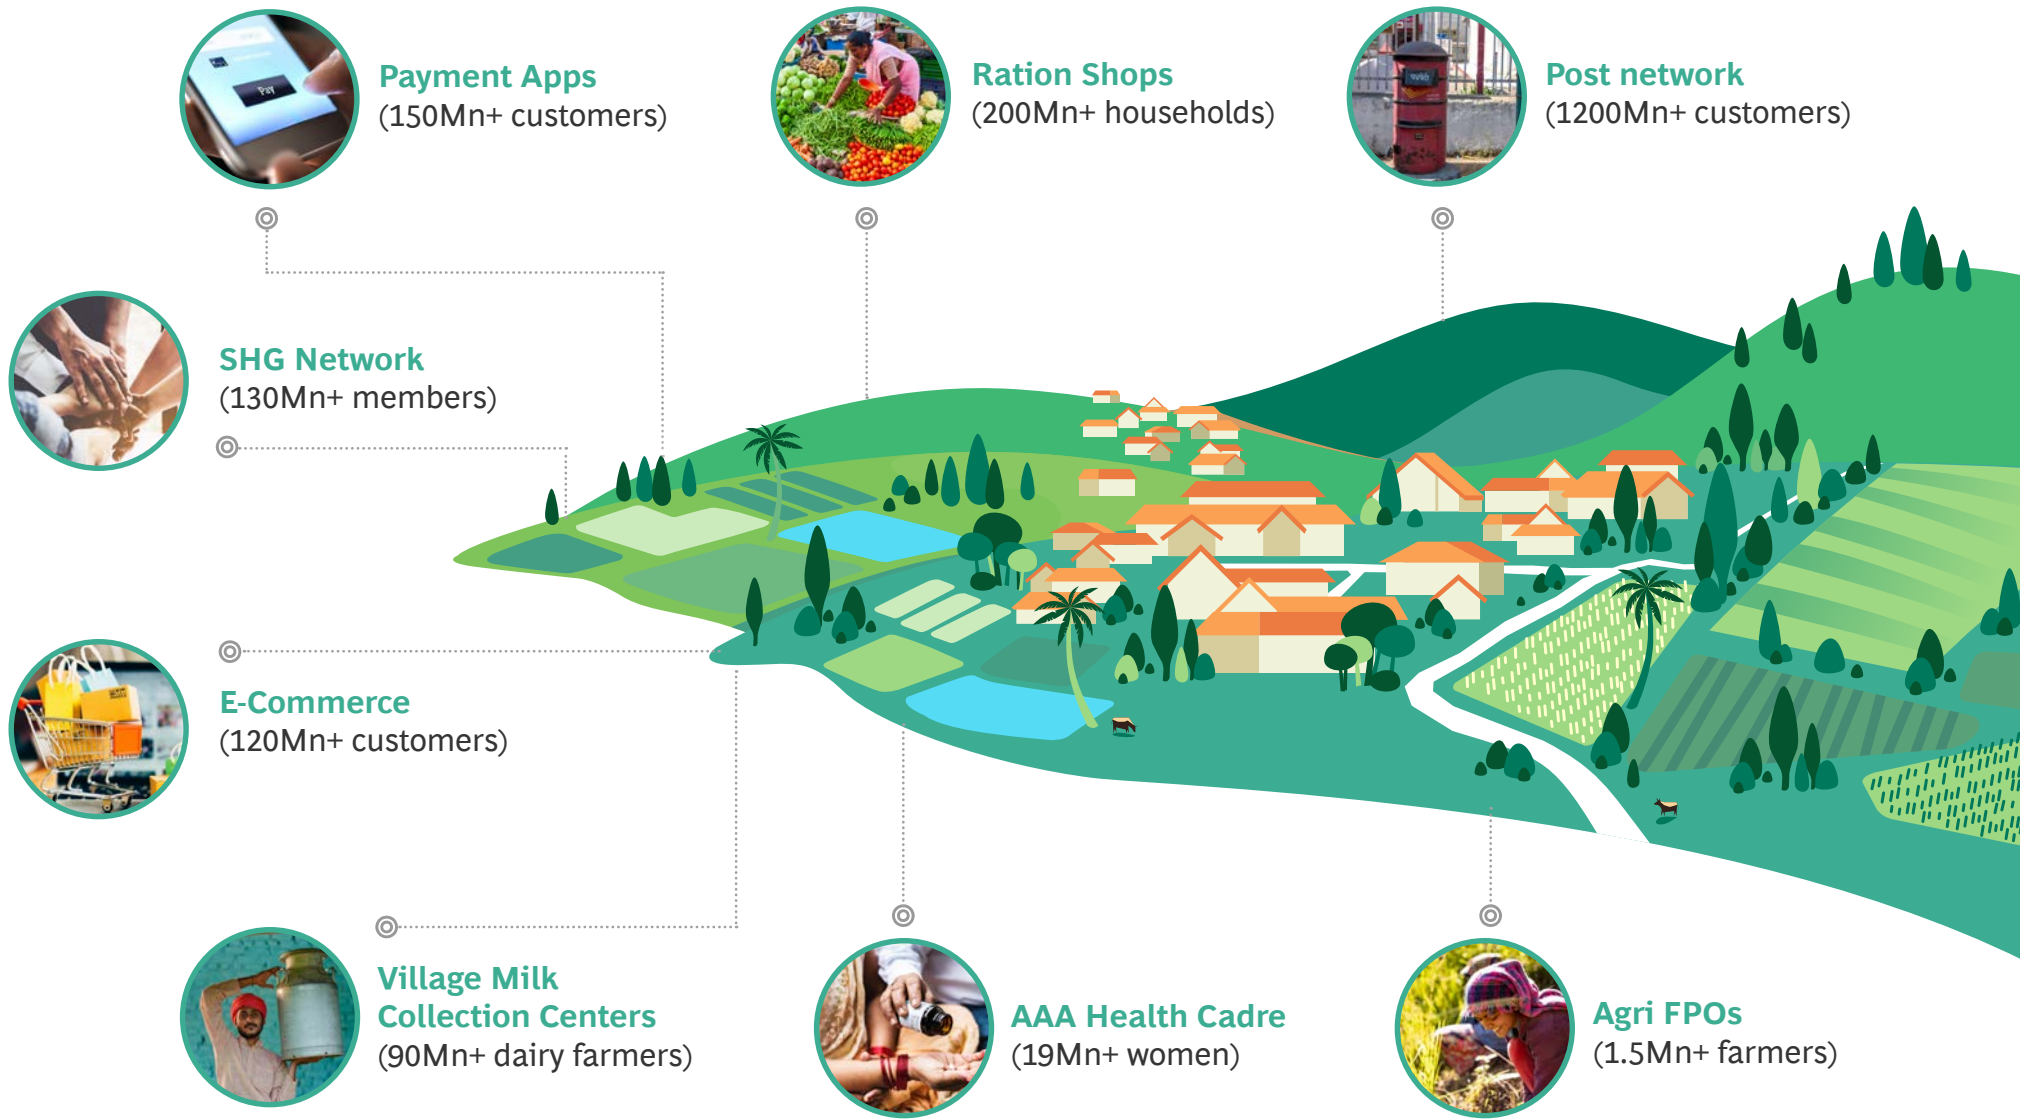 Payment Apps
(150Mn+ customers)
Ration Shops
(200Mn+ households)
Post network
(1200Mn+ customers)
Pay
SHG Network
(130Mn+ members)
E-Commerce
(120Mn+ customers)
Village Milk
Collection Centers
(90Mn+ dairy farmers)
AAA Health Cadre
(19Mn+ women)
Agri FPOs
(1.5Mn+ farmers)